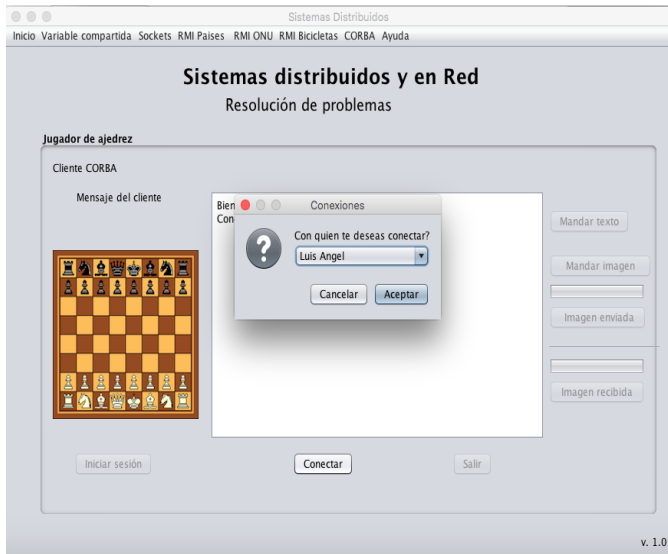 Sistemas Distribuidos
Inicio Variable compartida Sockets RMI Paises RMI ONU RMI Bicicletas CORBA Ayuda
Sistemas distribuidos y en Red
Resolución de problemas
Jugador de ajedrez
Cliente CORBA
Mensaje del cliente
Bien
Con
Conexiones
Con quien te deseas conectar?
Luis Angel
Cancelar Aceptar
Mandar texto
Mandar imagen
Imagen enviada
Imagen recibida
Iniciar sesión Conectar Salir
v. 1.0